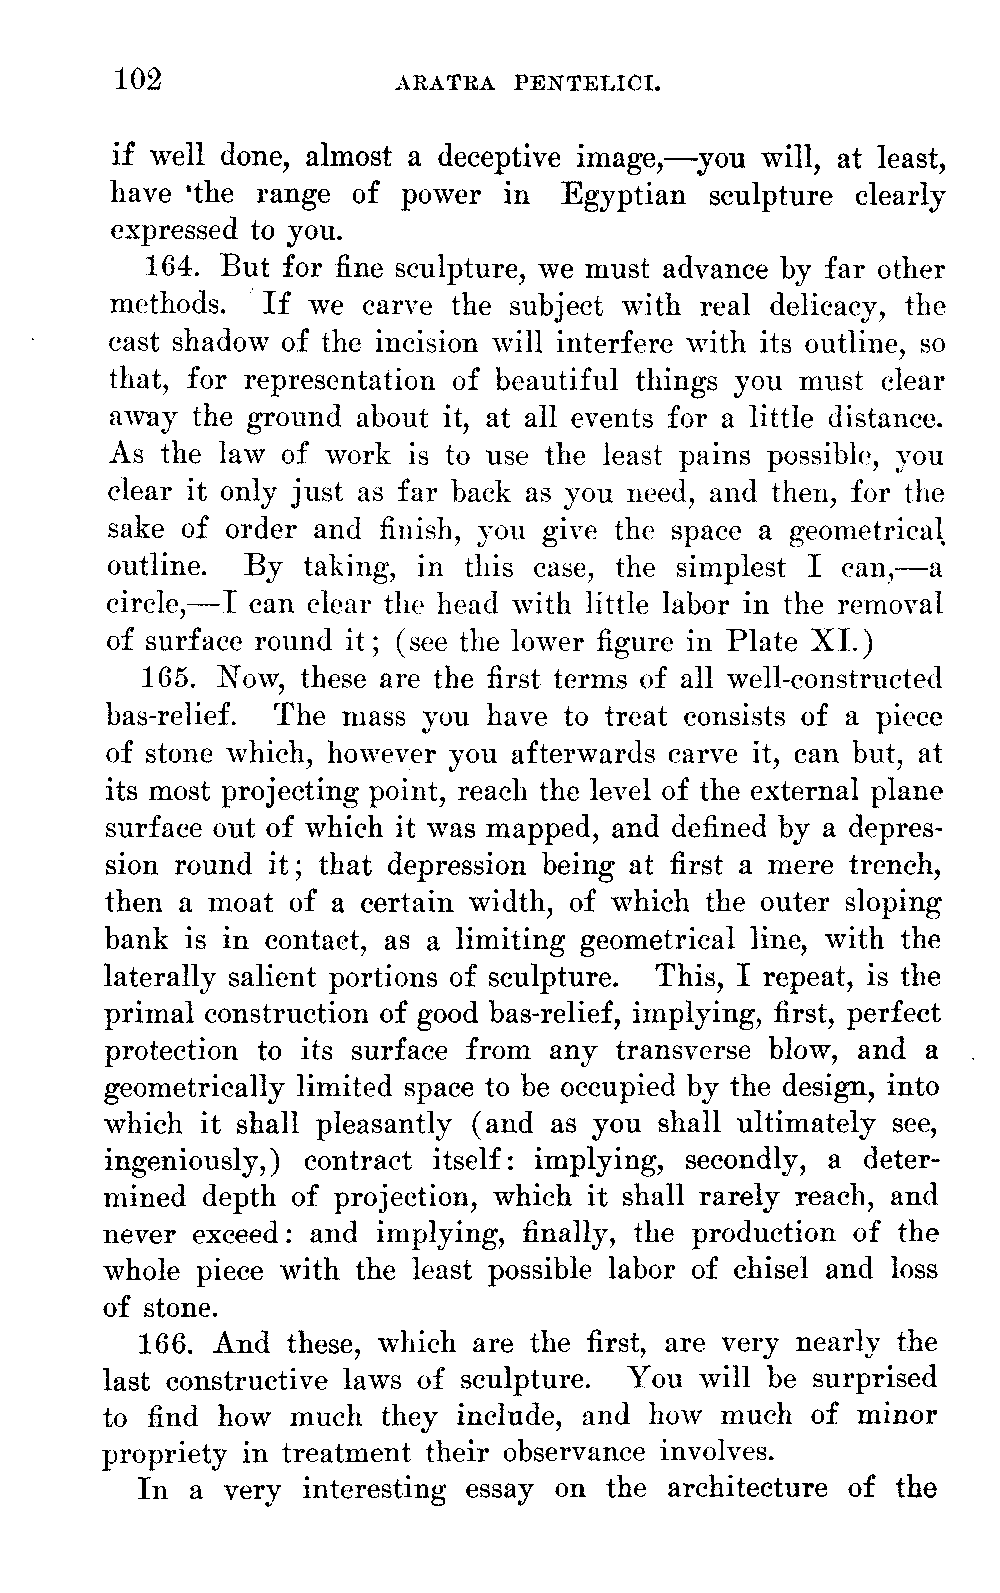 102 ARATRA PENTELICI.
if well done, almost a deceptive image,—you will, at least,
have 'the range of power in Egyptian sculpture clearly
expressed to you.
164. But for fine sculpture, we must advance by far other
methods. If we carve the subject with real delicacy, the
cast shadow of the incision will interfere with its outline, so
that, for representation of beautiful things you must clear
away the ground about it, at all events for a little distance.
As the law of work is to use the least pains possible, you
clear it only just as far back as you need, and then, for the
sake of order and finish, you give the space a geometrical
outline. By taking, in this case, the simplest I can,—a
circle,—I can clear the head with little labor in the removal
of surface round it; (see the lower figure in Plate XI.)
165. Now, these are the first terms of all well-constructed
bas-relief. The mass you have to treat consists of a piece
of stone which, however you afterwards carve it, can but, at
its most projecting point, reach the level of the external plane
surface out of which it was mapped, and defined by a depres-
sion round it; that depression being at first a mere trench,
then a moat of a certain width, of which the outer sloping
bank is in contact, as a limiting geometrical line, with the
laterally salient portions of sculpture. This, I repeat, is the
primal construction of good bas-relief, implying, first, perfect
protection to its surface from any transverse blow, and a
geometrically limited space to be occupied by the design, into
which it shall pleasantly (and as you shall ultimately see,
ingeniously,) contract itself: implying, secondly, a deter-
mined depth of projection, which it shall rarely reach, and
never exceed: and implying, finally, the production of the
whole piece with the least possible labor of chisel and loss
of stone.
166. And these, which are the first, are very nearly the
last constructive laws of sculpture. You will be surprised
to find how much they include, and how much of minor
propriety in treatment their observance involves.
In a very interesting essay on the architecture of the